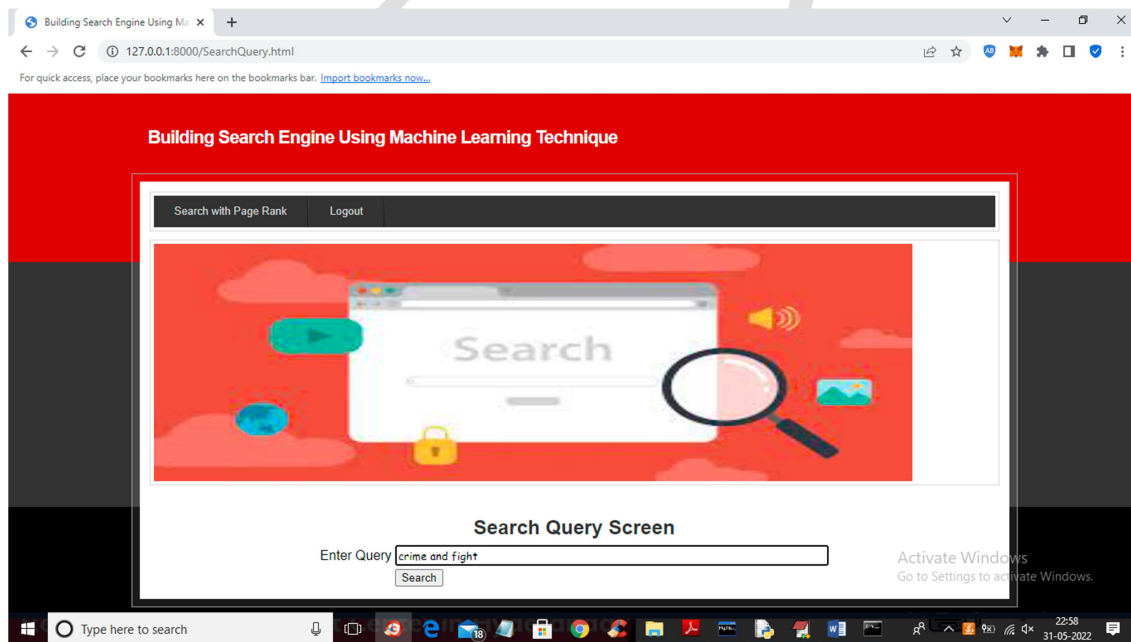 Building Search Engine Using Ma
127.0.0.1:8000/SearchQuery.html
For quick access, place your bookmarks here on the bookmarks bar. Import bookmarks now...
Building Search Engine Using Machine Learning Technique
Search with Page Rank Logout
Search
Search Query Screen
Enter Query crime and fight
Search
Activate Windows
Go to Settings to activate Windows.
Type here to search
18
22:58
31-05-2022